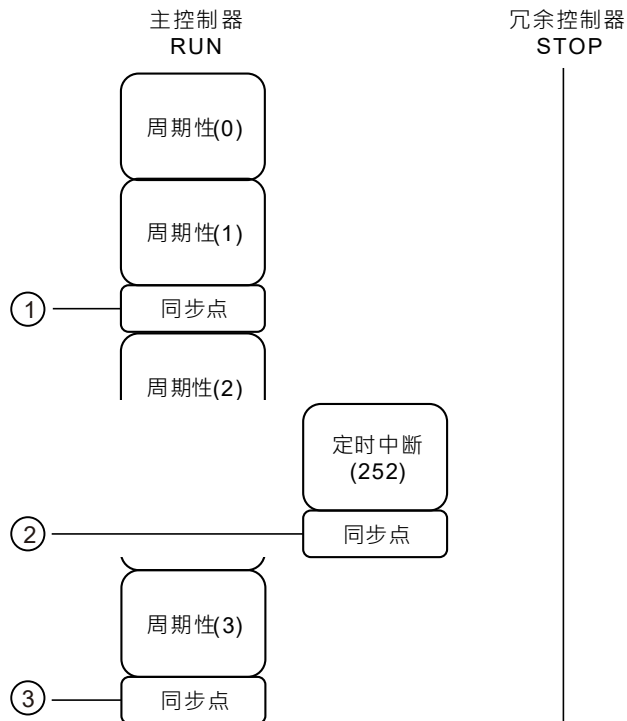 主控制器
RUN
冗余控制器
STOP
周期性(0)
周期性(1)
① 同步点
周期性(2)
定时中断
(252)
② 同步点
周期性(3)
③ 同步点